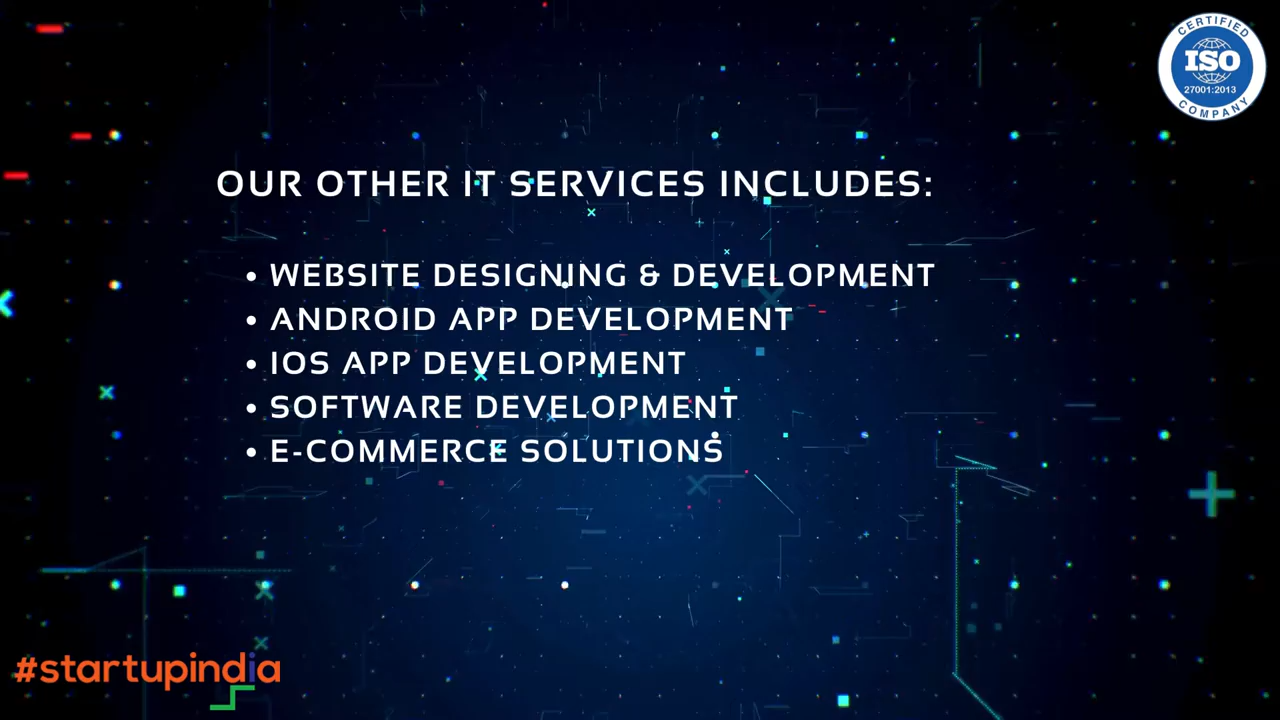 CERTIFIED
ISO
27001:2013
COMPANY
OUR OTHER IT SERVICES INCLUDES:
• WEBSITE DESIGNING & DEVELOPMENT
• ANDROID APP DEVELOPMENT
• IOS APP DEVELOPMENT
• SOFTWARE DEVELOPMENT
• E-COMMERCE SOLUTIONS
#startupindia